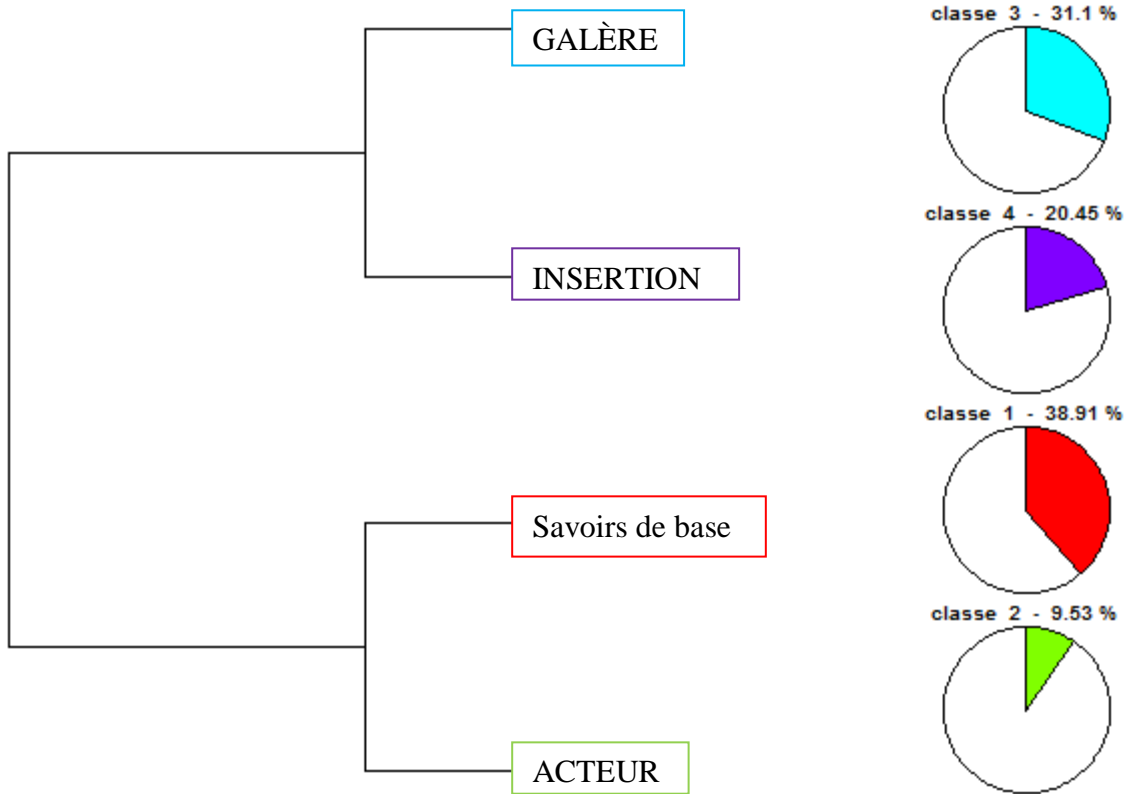 GALÈRE
classe 3 - 31.1 %
INSERTION
classe 4 - 20.45 %
Savoirs de base
classe 1 - 38.91 %
ACTEUR
classe 2 - 9.53 %